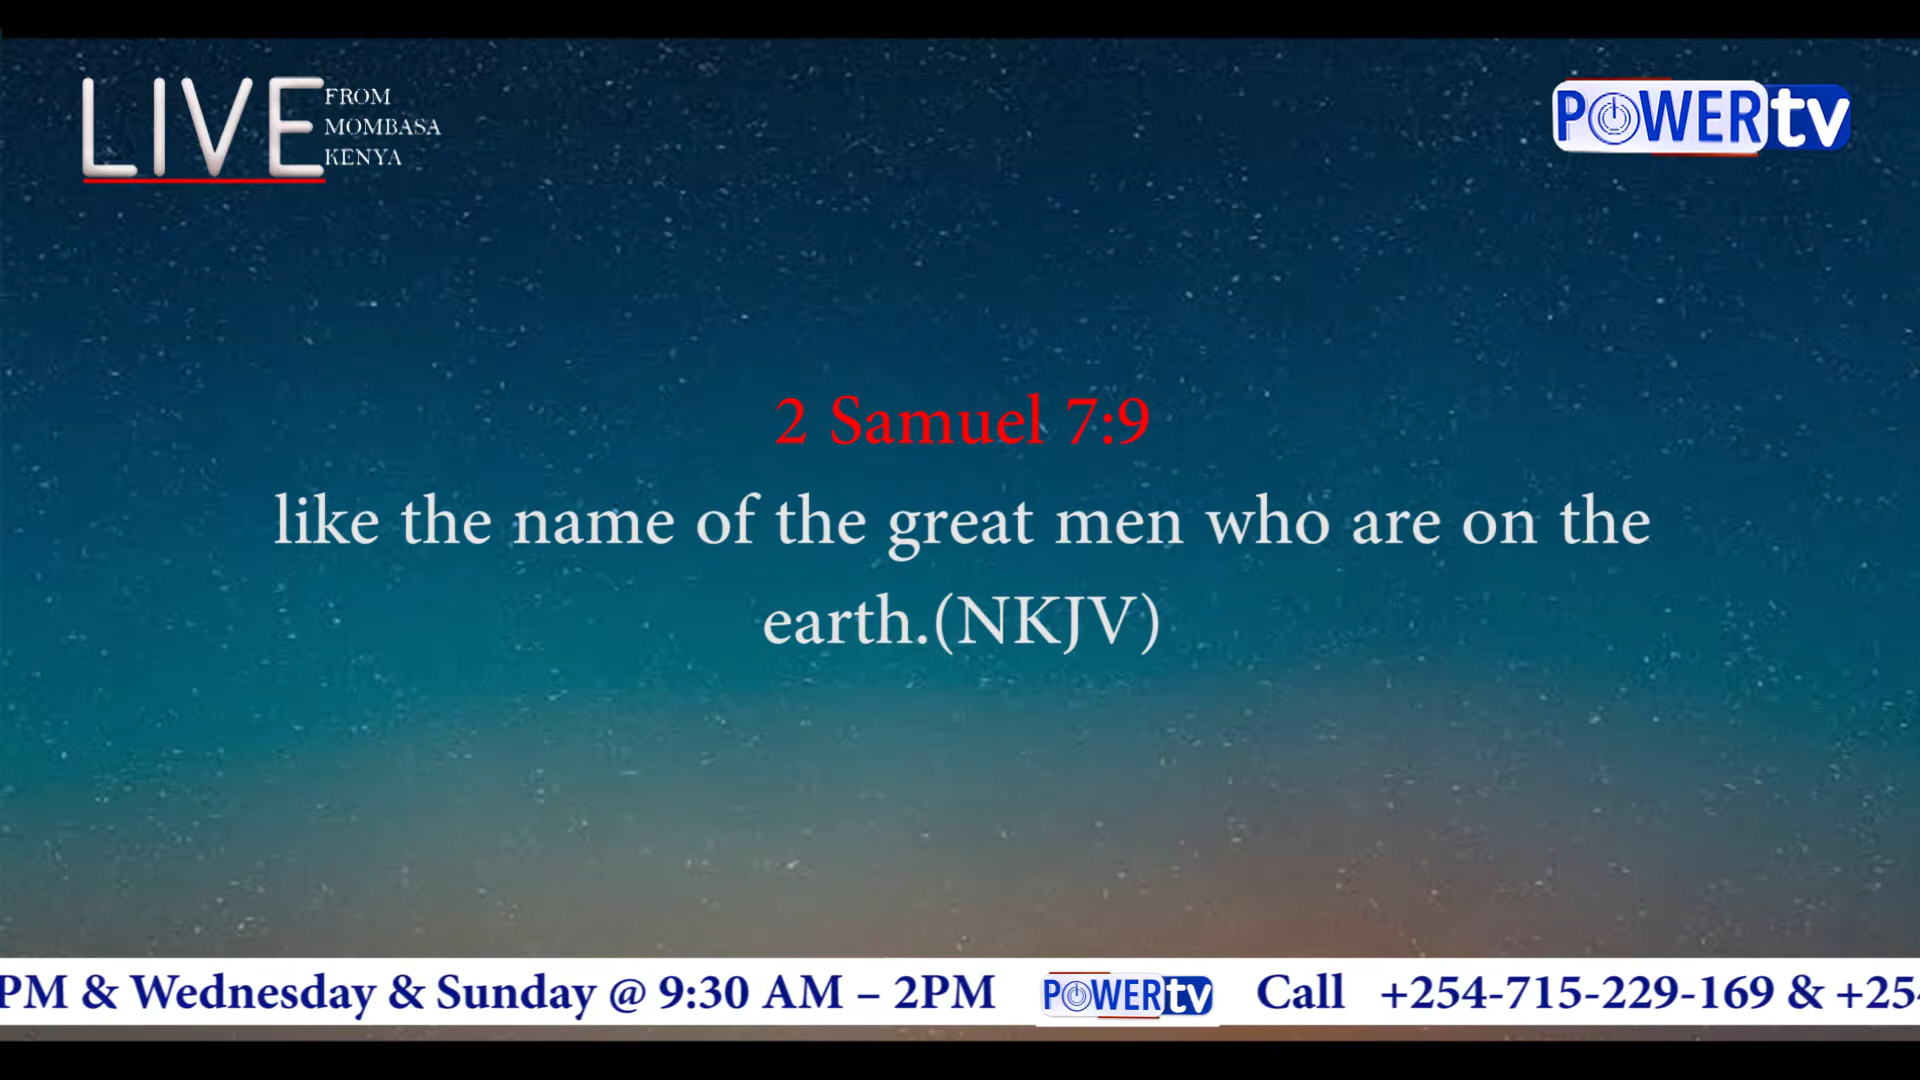 LIVE
FROM
MOMBASA
KENYA
POWERtv
2 Samuel 7:9
like the name of the great men who are on the
earth.(NKJV)
PM & Wednesday & Sunday @ 9:30 AM – 2PM POWERtv Call +254-715-229-169 & +25